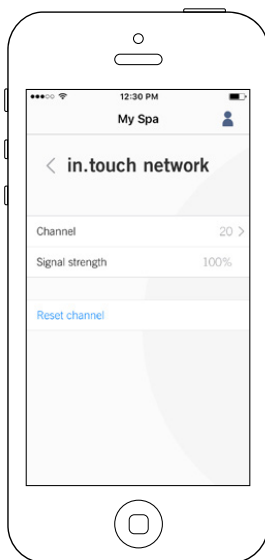 12:30 PM
My Spa
in.touch network
Channel 20
Signal strength 100%
Reset channel